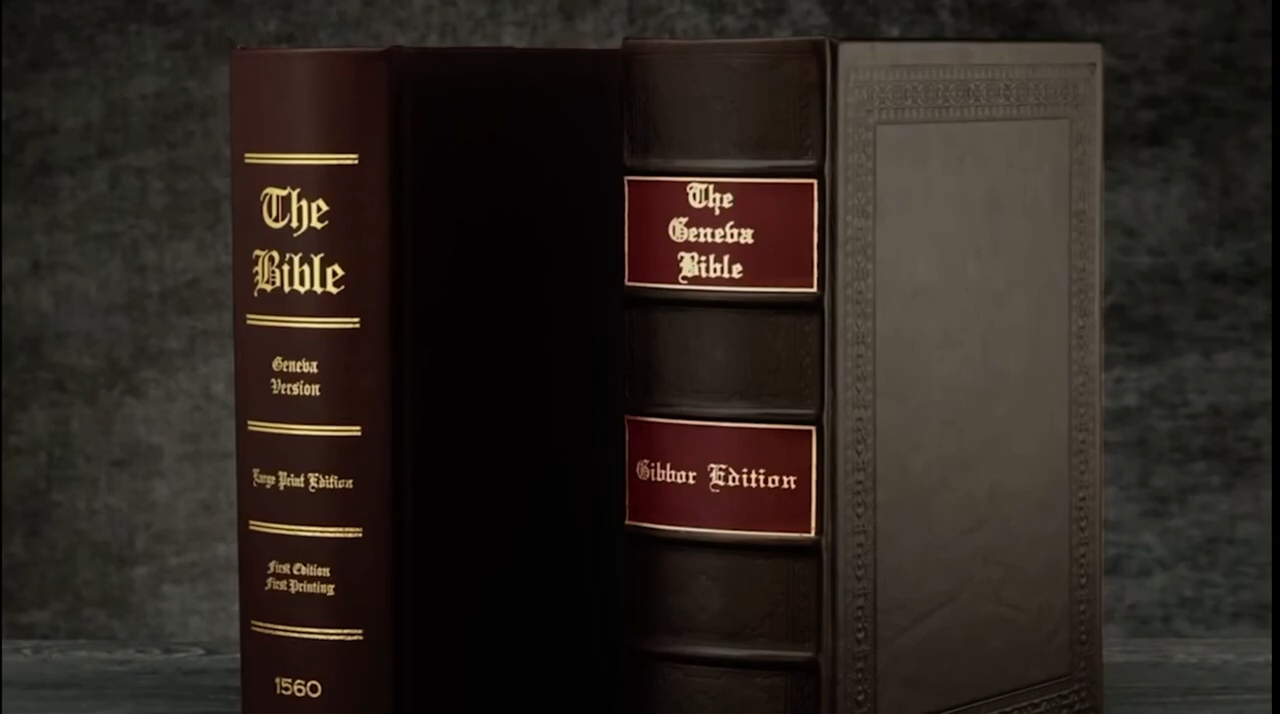 The
Bible
Geneva
Version
Large Print Edition
First Edition
First Printing
1560
The
Geneva
Bible
Gibbor Edition